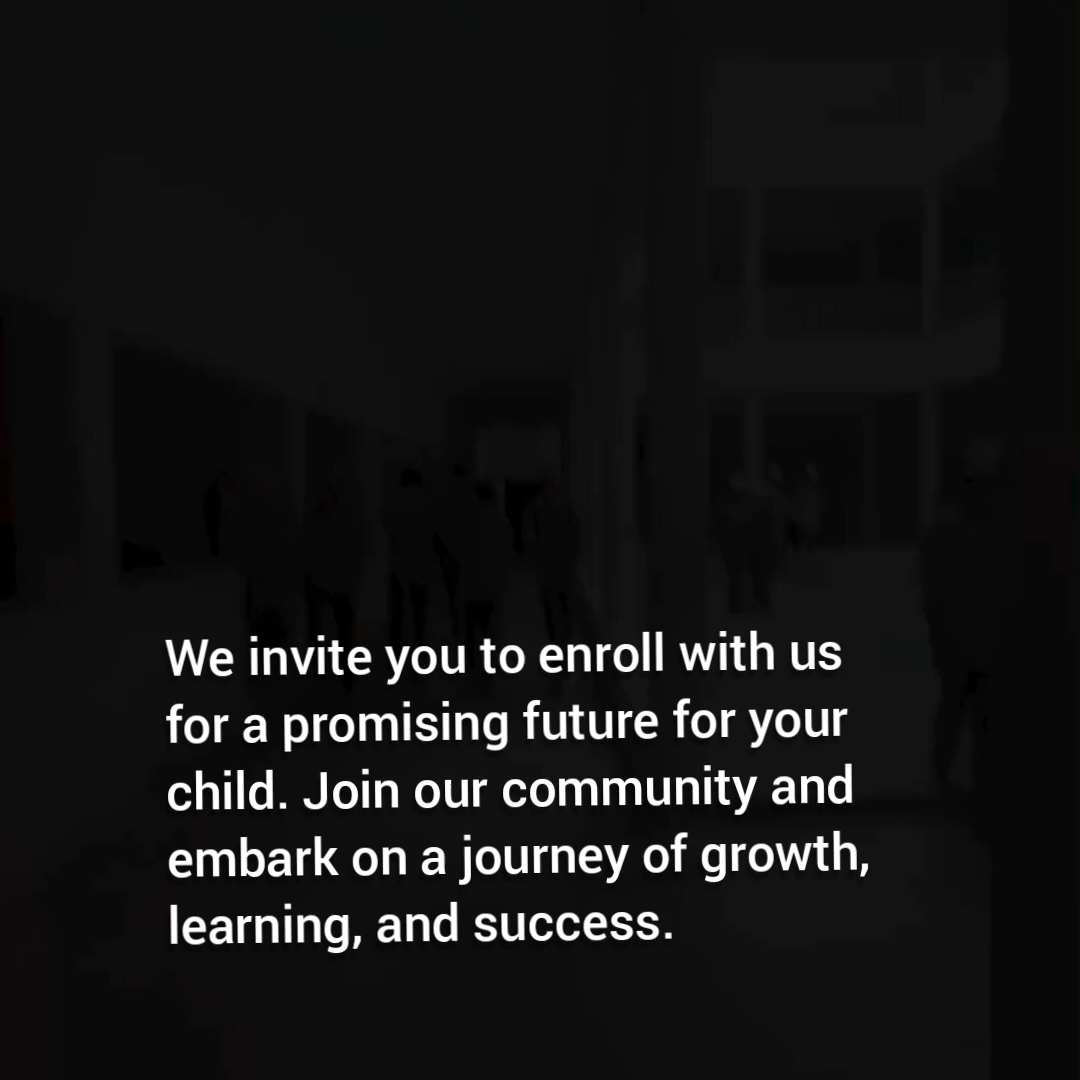 We invite you to enroll with us
for a promising future for your
child. Join our community and
embark on a journey of growth,
learning, and success.